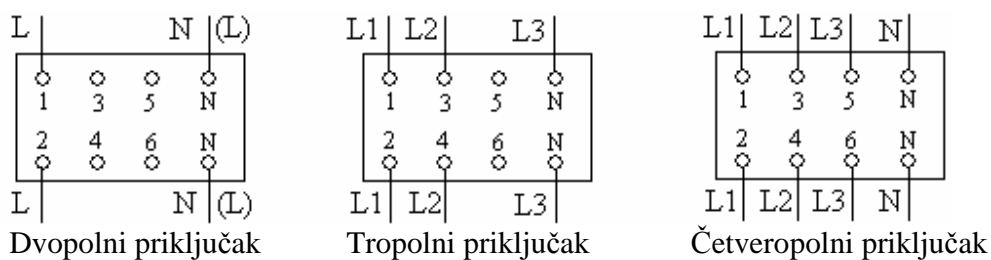 L N (L) L1 L2 L3 L1 L2 L3 N
1 3 5 N 1 3 5 N 1 3 5 N
2 4 6 N 2 4 6 N 2 4 6 N
L N (L) L1 L2 L3 L1 L2 L3 N
Dvopolni priključak Tropolni priključak Četveropolni priključak